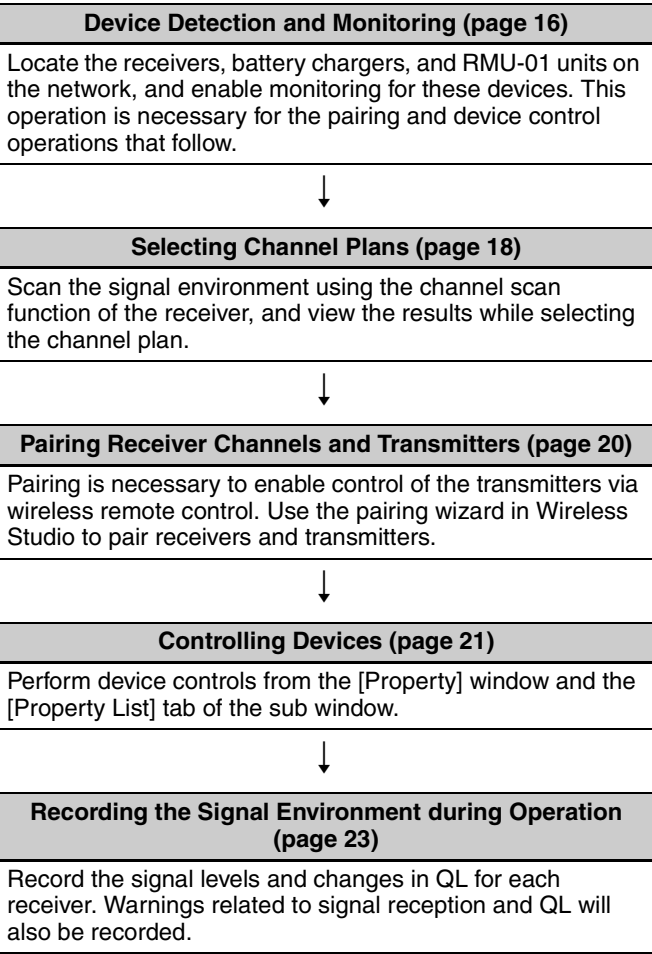 Device Detection and Monitoring (page 16)
Locate the receivers, battery chargers, and RMU-01 units on
the network, and enable monitoring for these devices. This
operation is necessary for the pairing and device control
operations that follow.
Selecting Channel Plans (page 18)
Scan the signal environment using the channel scan
function of the receiver, and view the results while selecting
the channel plan.
Pairing Receiver Channels and Transmitters (page 20)
Pairing is necessary to enable control of the transmitters via
wireless remote control. Use the pairing wizard in Wireless
Studio to pair receivers and transmitters.
Controlling Devices (page 21)
Perform device controls from the [Property] window and the
[Property List] tab of the sub window.
Recording the Signal Environment during Operation
(page 23)
Record the signal levels and changes in QL for each
receiver. Warnings related to signal reception and QL will
also be recorded.